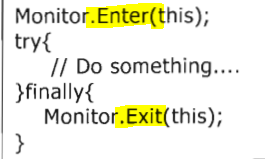 Monitor.Enter(this);
try{
// Do something....
}finally{
Monitor.Exit(this);
}